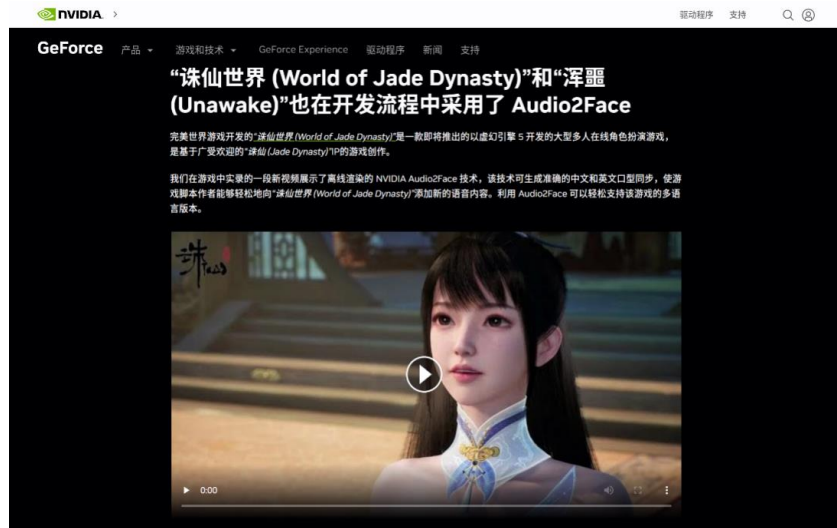 NVIDIA.
驱动程序 支持
GeForce 产品 游戏和技术 GeForce Experience 驱动程序 新闻 支持
“诛仙世界 (World of Jade Dynasty)”和“浑噩
(Unawake)”也在开发流程中采用了 Audio2Face
完美世界游戏开发的“诛仙世界 (World of Jade Dynasty)”是一款即将推出的以虚幻引擎 5 开发的大型多人在线角色扮演游戏，
是基于广受欢迎的“诛仙 (Jade Dynasty)”IP的游戏创作。
我们在游戏中实录的一段新视频展示了离线渲染的 NVIDIA Audio2Face 技术，该技术可生成准确的中文和英文口型同步，使游
戏脚本作者能够轻松地向“诛仙世界 (World of Jade Dynasty)”添加新的语音内容。利用 Audio2Face 可以轻松支持该游戏的多语
言版本。
诛仙
0:00